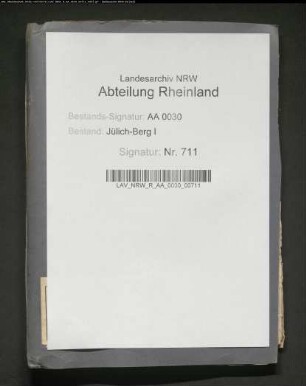 Landesarchiv NRW
Abteilung Rheinland
Bestands-Signatur: AA 0030
Bestand: Jülich-Berg I
Signatur: Nr. 711
LAV_NRW_R_AA_0030_00711